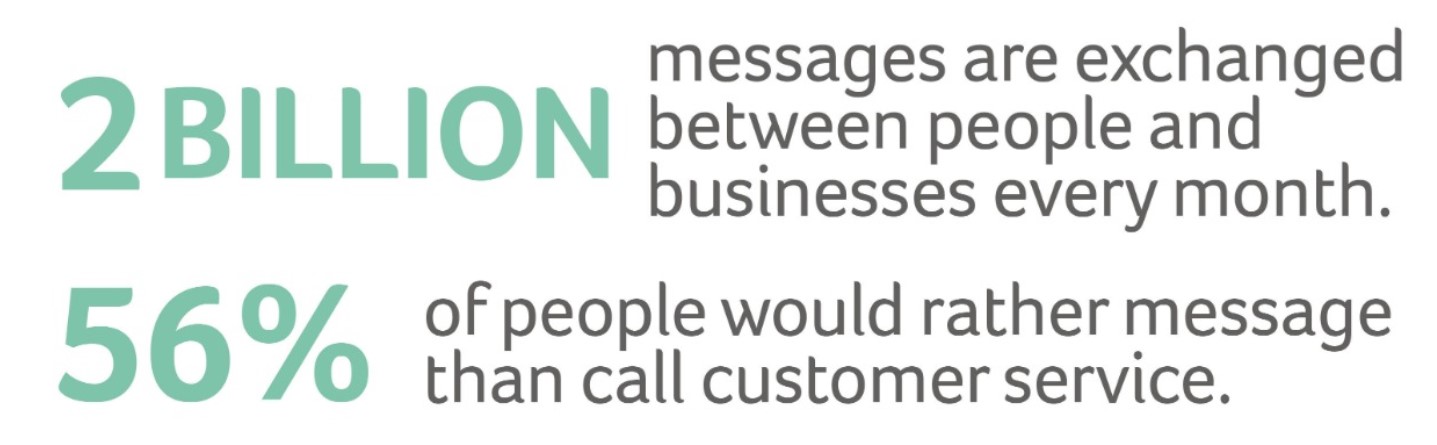 2 BILLION
messages are exchanged
between people and
businesses every month.
56%
of people would rather message
than call customer service.